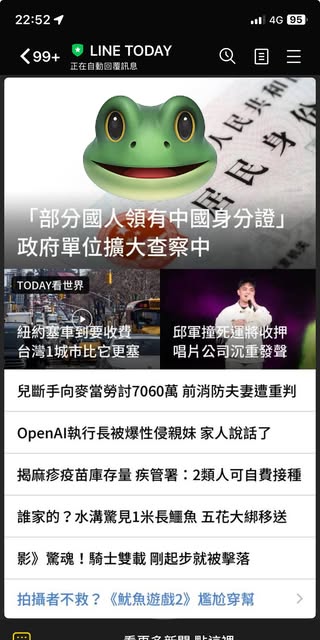 22:52
4G 95
99+
LINE TODAY
正在自動回覆訊息
人民共和
居民身份
「部分國人領有中國身分證」
政府單位擴大查察中
TODAY看世界
紐約塞車到要收費
台灣1城市比它更塞
邱軍撞死運將收押
唱片公司沉重發聲
兒斷手向麥當勞討7060萬 前消防夫妻遭重判
OpenAI執行長被爆性侵親妹 家人說話了
揭麻疹疫苗庫存量 疾管署：2類人可自費接種
誰家的？水溝驚見1米長鱷魚 五花大綁移送
影》驚魂！騎士雙載 剛起步就被擊落
拍攝者不救？《魷魚遊戲2》尷尬穿幫
看更多新聞 點這裡